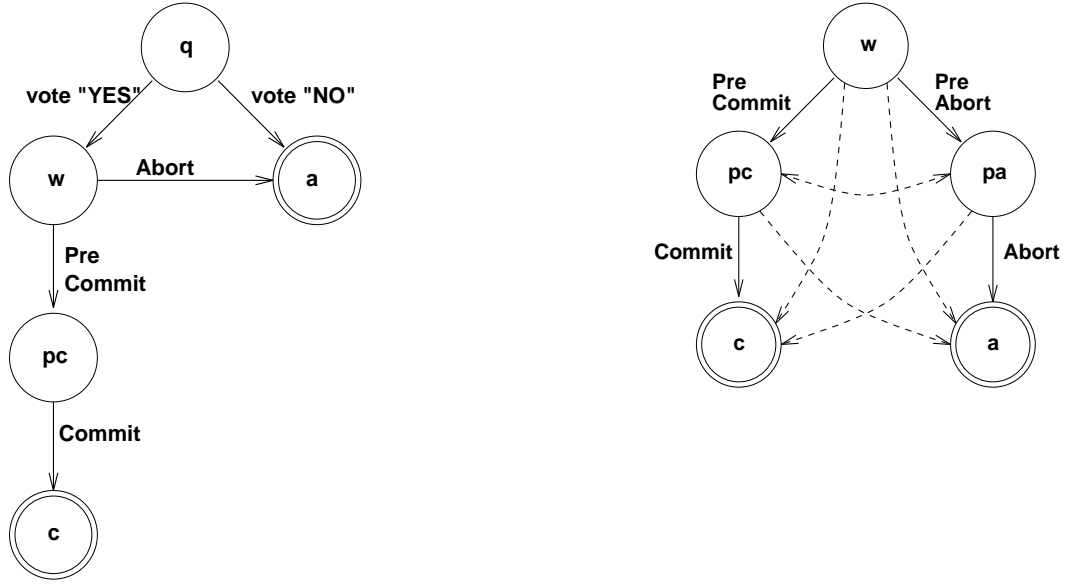 q
vote "YES"
vote "NO"
w
Abort
a
Pre
Commit
pc
Commit
c
w
Pre
Commit
Pre
Abort
pc
pa
Commit
Abort
c
a